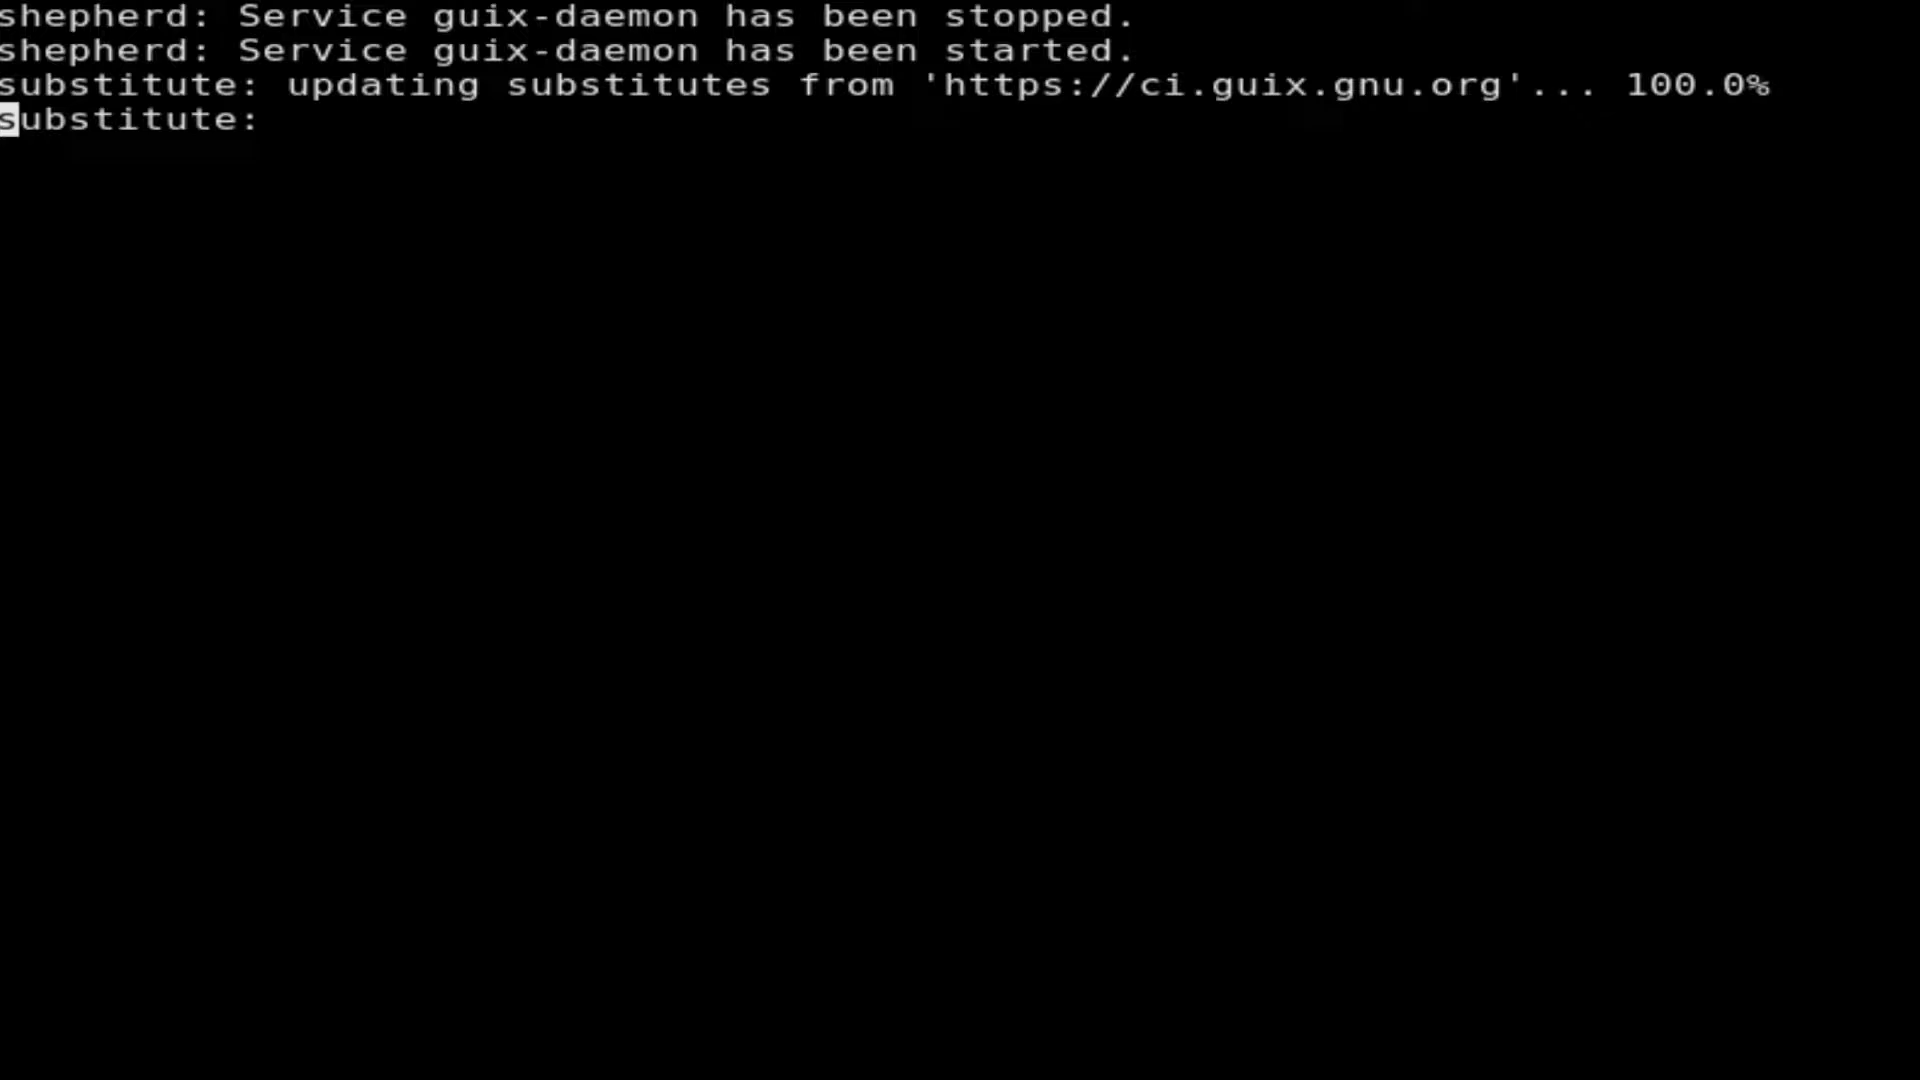 shepherd: Service guix-daemon has been stopped.
shepherd: Service guix-daemon has been started.
substitute: updating substitutes from 'https://ci.guix.gnu.org'... 100.0%
substitute: